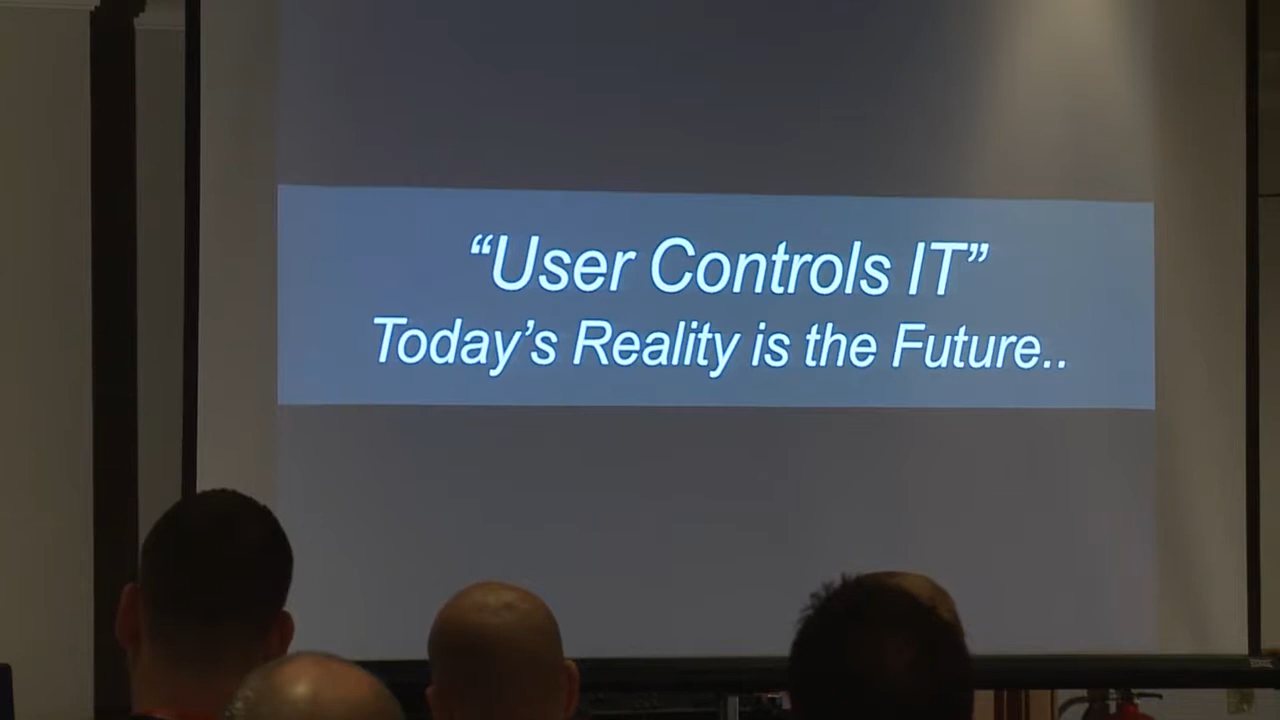 “User Controls IT”
Today’s Reality is the Future..